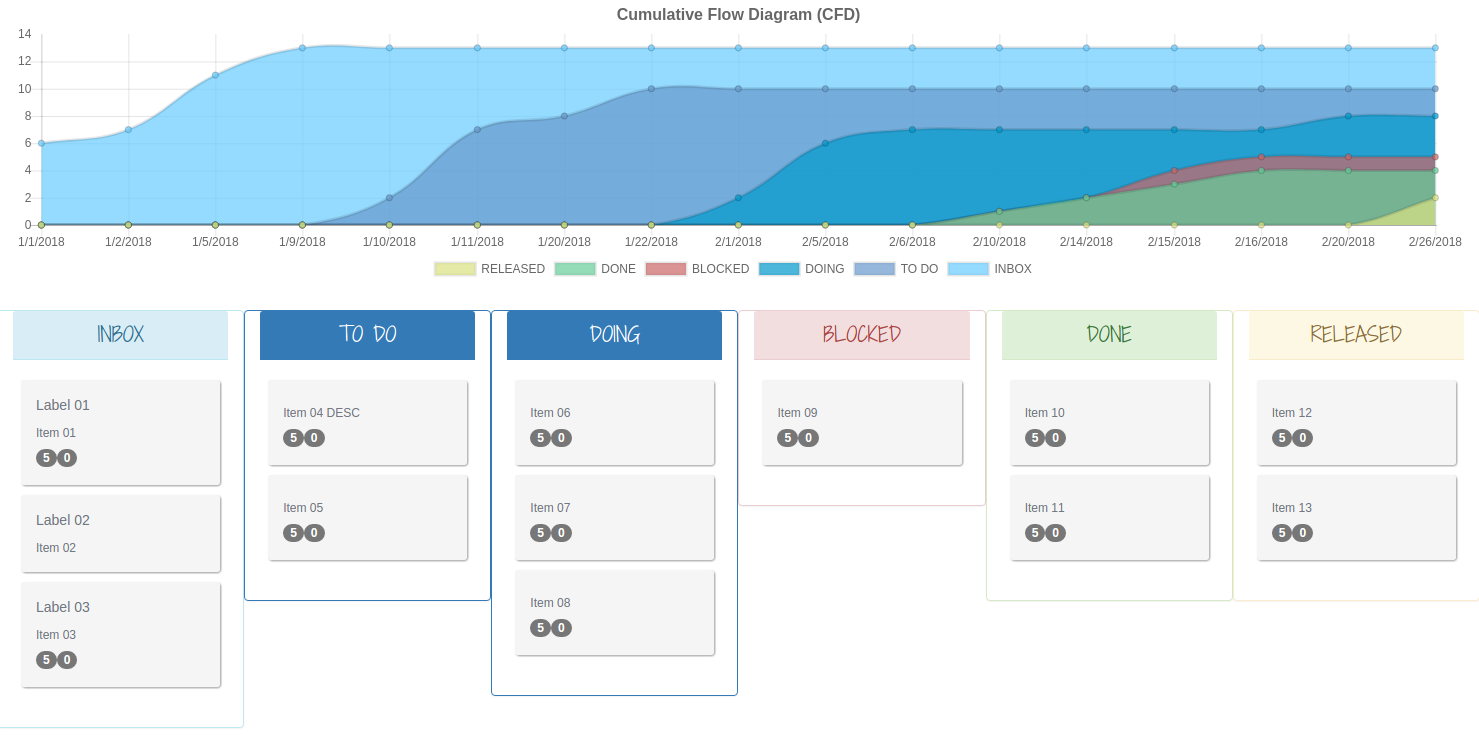 Cumulative Flow Diagram (CFD)
14
12
10
8
6
4
2
0
1/1/2018 1/2/2018 1/5/2018 1/9/2018 1/10/2018 1/11/2018 1/20/2018 1/22/2018 2/1/2018 2/5/2018 2/6/2018 2/10/2018 2/14/2018 2/15/2018 2/16/2018 2/20/2018 2/26/2018
RELEASED DONE BLOCKED DOING TO DO INBOX
INBOX
Label 01
Item 01
5 0
Label 02
Item 02
Label 03
Item 03
5 0
TO DO
Item 04 DESC
5 0
Item 05
5 0
DOING
Item 06
5 0
Item 07
5 0
Item 08
5 0
BLOCKED
Item 09
5 0
DONE
Item 10
5 0
Item 11
5 0
RELEASED
Item 12
5 0
Item 13
5 0